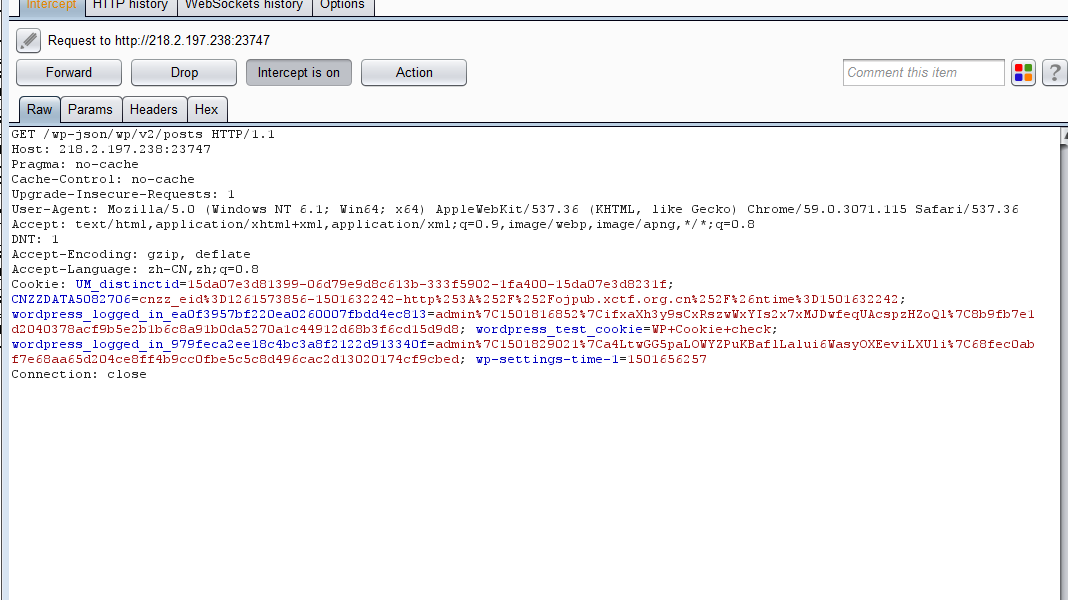 Intercept HTTP history WebSockets history Options
Request to http://218.2.197.238:23747
Forward Drop Intercept is on Action Comment this item ?
Raw Params Headers Hex
GET /wp-json/wp/v2/posts HTTP/1.1
Host: 218.2.197.238:23747
Pragma: no-cache
Cache-Control: no-cache
Upgrade-Insecure-Requests: 1
User-Agent: Mozilla/5.0 (Windows NT 6.1; Win64; x64) AppleWebKit/537.36 (KHTML, like Gecko) Chrome/59.0.3071.115 Safari/537.36
Accept: text/html,application/xhtml+xml,application/xml;q=0.9,image/webp,image/apng,*/*;q=0.8
DNT: 1
Accept-Encoding: gzip, deflate
Accept-Language: zh-CN,zh;q=0.8
Cookie: UM_distinctid=15da07e3d81399-06d79e9d8c613b-333f5902-1fa400-15da07e3d8231f;
CNZZDATA5082706=cnzz_eid%3D1261573856-1501632242-http%253A%252F%252Fojpub.xctf.org.cn%252F%26ntime%3D1501632242;
wordpress_logged_in_ea0f3957bf220ea0260007fbdd4ec813=admin%7C1501816852%7CifxaXh3y9sCxRszwWxYIs2x7xMJDwfeqUAcspzHZoQl%7C8b9fb7e1
d2040378acf9b5e2b1b6c8a91b0da5270a1c44912d68b3f6cd15d9d8; wordpress_test_cookie=WP+Cookie+check;
wordpress_logged_in_979feca2ee18c4bc3a8f2122d913340f=admin%7C1501829021%7Ca4LtwGG5paLOWYZPuKBaflLalui6WasyOXEeviLXUli%7C68fec0ab
f7e68aa65d204ce8ff4b9cc0fbe5c5c8d496cac2d13020174cf9cbed; wp-settings-time-1=1501656257
Connection: close